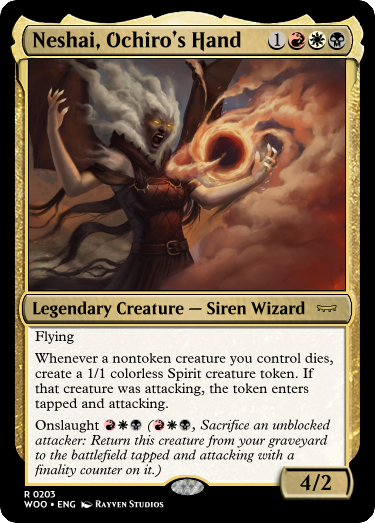 Neshai, Ochiro's Hand 1
Legendary Creature — Siren Wizard
Flying
Whenever a nontoken creature you control dies,
create a 1/1 colorless Spirit creature token. If
that creature was attacking, the token enters
tapped and attacking.
Onslaught (, Sacrifice an unblocked
attacker: Return this creature from your graveyard
to the battlefield tapped and attacking with a
finality counter on it.)
4/2
R 0203
WOO • ENG Rayven Studios